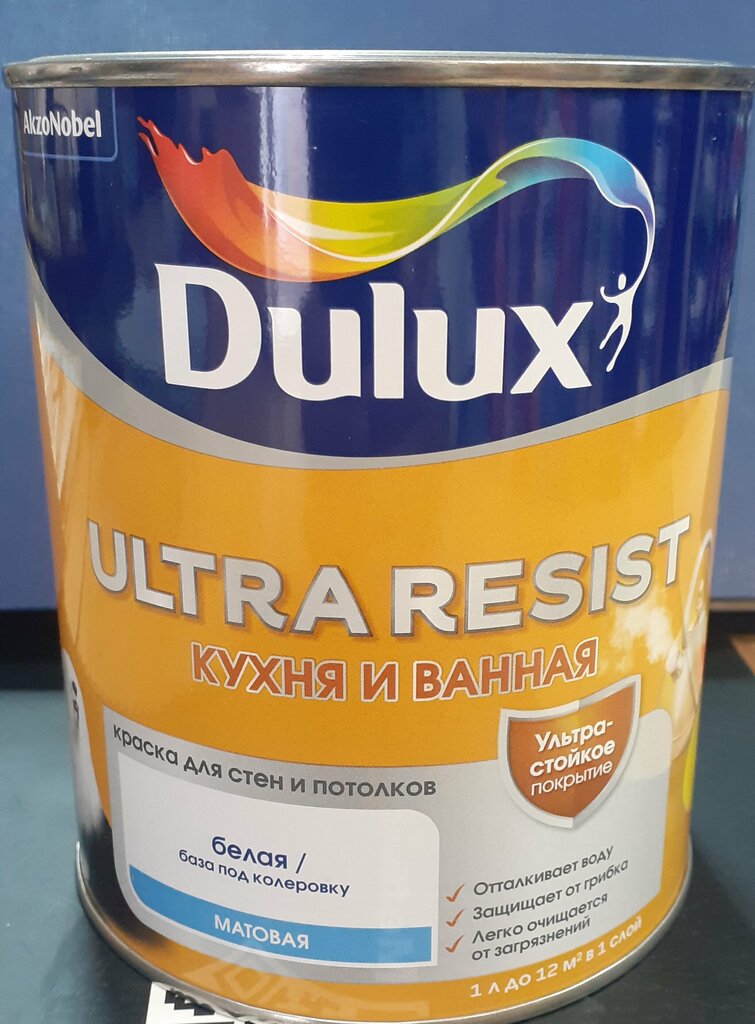 AkzoNobel
Dulux
ULTRA RESIST
КУХНЯ И ВАННАЯ
краска для стен и потолков
Ультра-
стойкое
покрытие
белая /
база под колеровку
МАТОВАЯ
✓ Отталкивает воду
✓ Защищает от грибка
✓ Легко очищается
от загрязнений
1 л до 12 м² в 1 слой